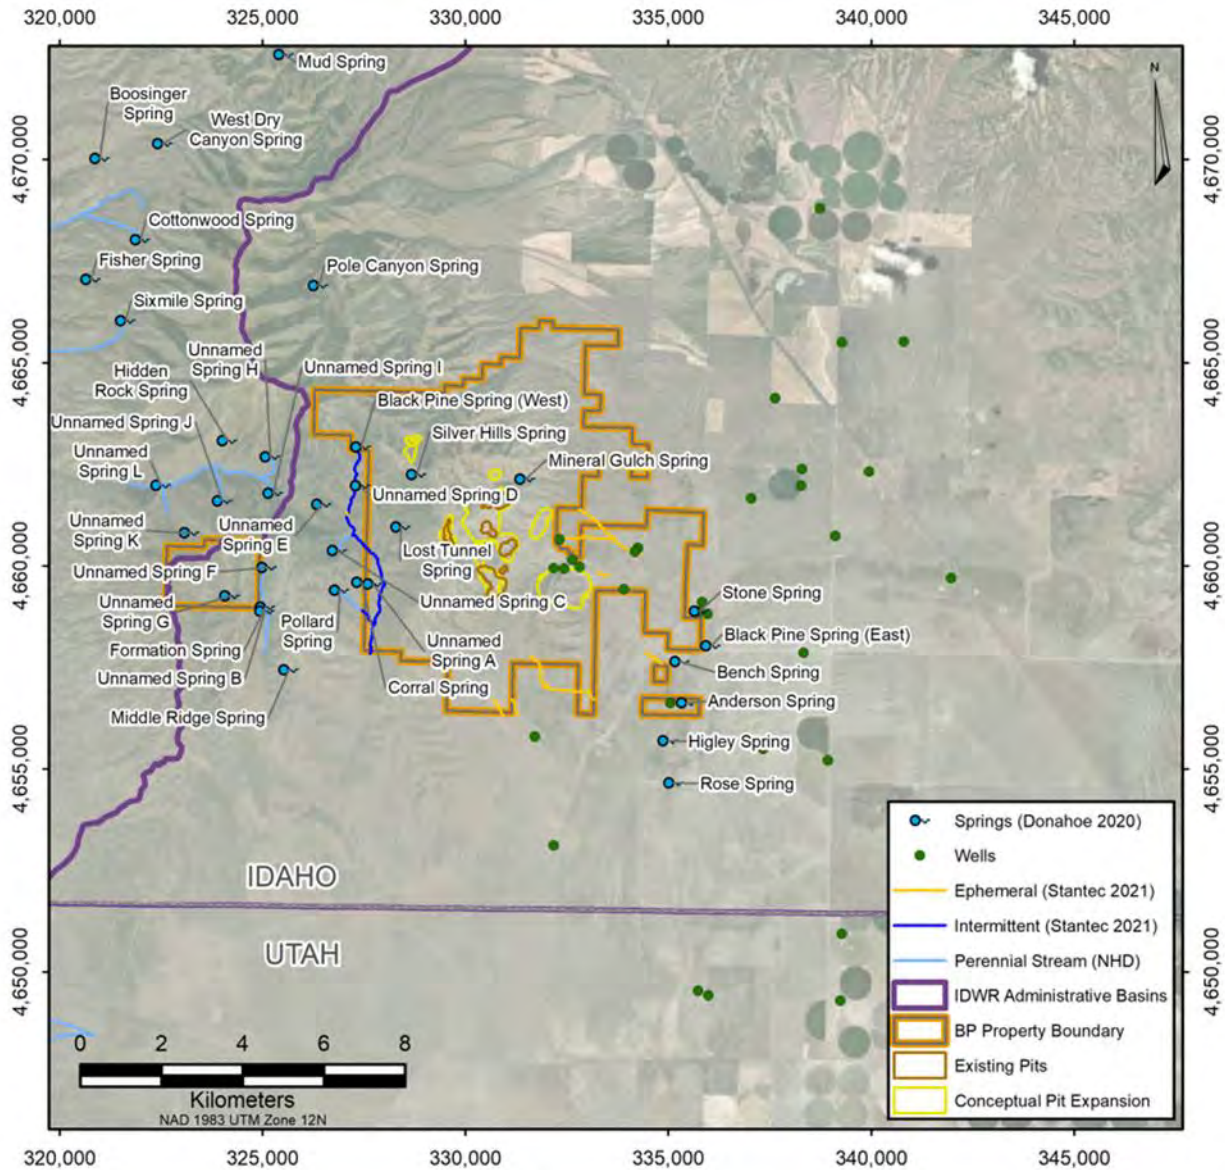 320,000 325,000 330,000 335,000 340,000 345,000
Mud Spring
Boosinger
Spring
West Dry
Canyon Spring
N
4,670,000
4,670,000
Cottonwood Spring
Fisher Spring
Pole Canyon Spring
Sixmile Spring
4,665,000
4,665,000
Unnamed
Spring H
Unnamed Spring I
Hidden
Rock Spring
Black Pine Spring (West)
Unnamed Spring J
Silver Hills Spring
Unnamed
Spring L
Mineral Gulch Spring
Unnamed Spring D
Unnamed
Spring K
Unnamed
Spring E
Lost Tunnel
Spring
4,660,000
4,660,000
Unnamed Spring F
Unnamed Spring C
Stone Spring
Unnamed
Spring G
Pollard
Spring
Black Pine Spring (East)
Formation Spring
Unnamed
Spring A
Bench Spring
Unnamed Spring B
Corral Spring
Anderson Spring
Middle Ridge Spring
Higley Spring
4,655,000
4,655,000
Rose Spring
IDAHO
UTAH
4,650,000
4,650,000
Springs (Donahoe 2020)
Wells
Ephemeral (Stantec 2021)
Intermittent (Stantec 2021)
Perennial Stream (NHD)
IDWR Administrative Basins
BP Property Boundary
Existing Pits
Conceptual Pit Expansion
0 2 4 6 8
Kilometers
NAD 1983 UTM Zone 12N
320,000 325,000 330,000 335,000 340,000 345,000